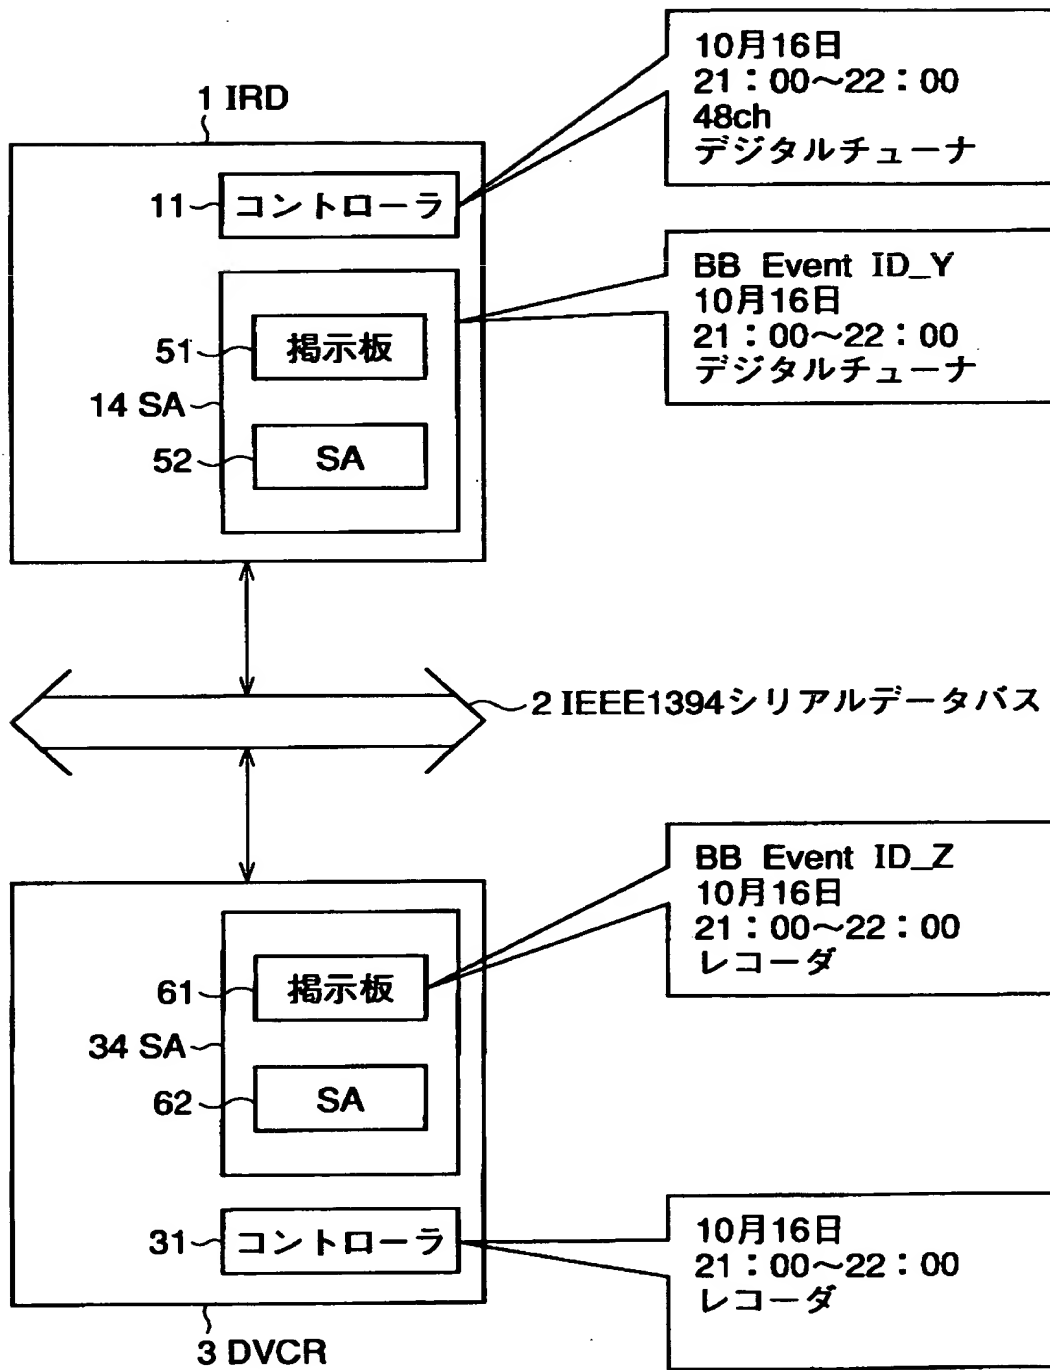 10月16日
21：00～22：00
48ch
デジタルチューナ
1 IRD
11
コントローラ
BB Event ID_Y
10月16日
21：00～22：00
デジタルチューナ
51
掲示板
14 SA
52
SA
2 IEEE1394シリアルデータバス
BB Event ID_Z
10月16日
21：00～22：00
レコーダ
61
掲示板
34 SA
62
SA
31
コントローラ
10月16日
21：00～22：00
レコーダ
3 DVCR